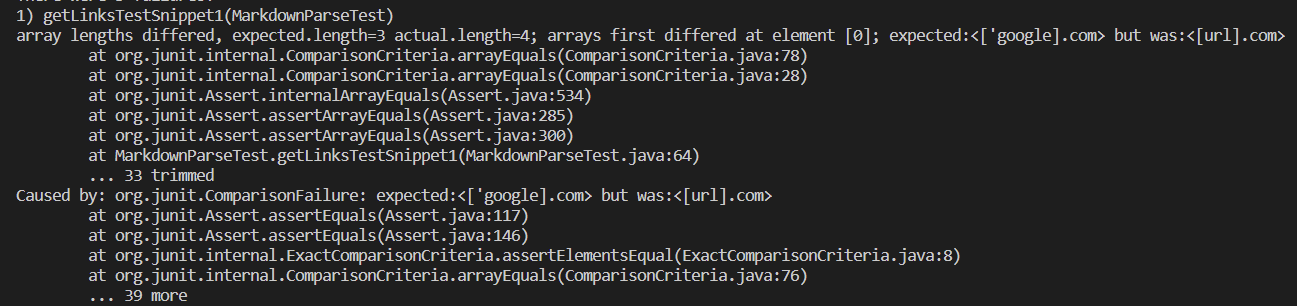 1) getLinksTestSnippet1(MarkdownParseTest)
array lengths differed, expected.length=3 actual.length=4; arrays first differed at element [0]; expected:<['google].com> but was:<[url].com>
at org.junit.internal.ComparisonCriteria.arrayEquals(ComparisonCriteria.java:78)
at org.junit.internal.ComparisonCriteria.arrayEquals(ComparisonCriteria.java:28)
at org.junit.Assert.internalArrayEquals(Assert.java:534)
at org.junit.Assert.assertArrayEquals(Assert.java:285)
at org.junit.Assert.assertArrayEquals(Assert.java:300)
at MarkdownParseTest.getLinksTestSnippet1(MarkdownParseTest.java:64)
... 33 trimmed
Caused by: org.junit.ComparisonFailure: expected:<['google].com> but was:<[url].com>
at org.junit.Assert.assertEquals(Assert.java:117)
at org.junit.Assert.assertEquals(Assert.java:146)
at org.junit.internal.ExactComparisonCriteria.assertElementsEqual(ExactComparisonCriteria.java:8)
at org.junit.internal.ComparisonCriteria.arrayEquals(ComparisonCriteria.java:76)
... 39 more